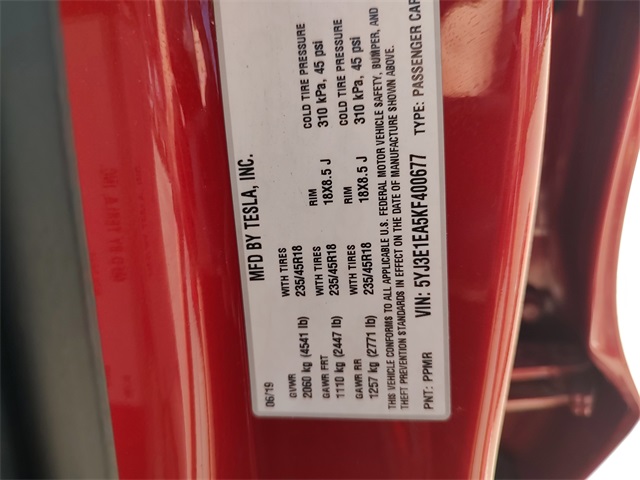 MFD BY TESLA, INC.
06/19
GVWR WITH TIRES RIM COLD TIRE PRESSURE
2060 kg (4541 lb) 235/45R18 18X8.5 J 310 kPa, 45 psi
GAWR FRT WITH TIRES RIM COLD TIRE PRESSURE
1110 kg (2447 lb) 235/45R18 18X8.5 J 310 kPa, 45 psi
GAWR RR WITH TIRES
1257 kg (2771 lb) 235/45R18
THIS VEHICLE CONFORMS TO ALL APPLICABLE U.S. FEDERAL MOTOR VEHICLE SAFETY, BUMPER, AND
THEFT PREVENTION STANDARDS IN EFFECT ON THE DATE OF MANUFACTURE SHOWN ABOVE.
VIN: 5YJ3E1EA5KF400677 TYPE: PASSENGER CAR
PNT: PPMR